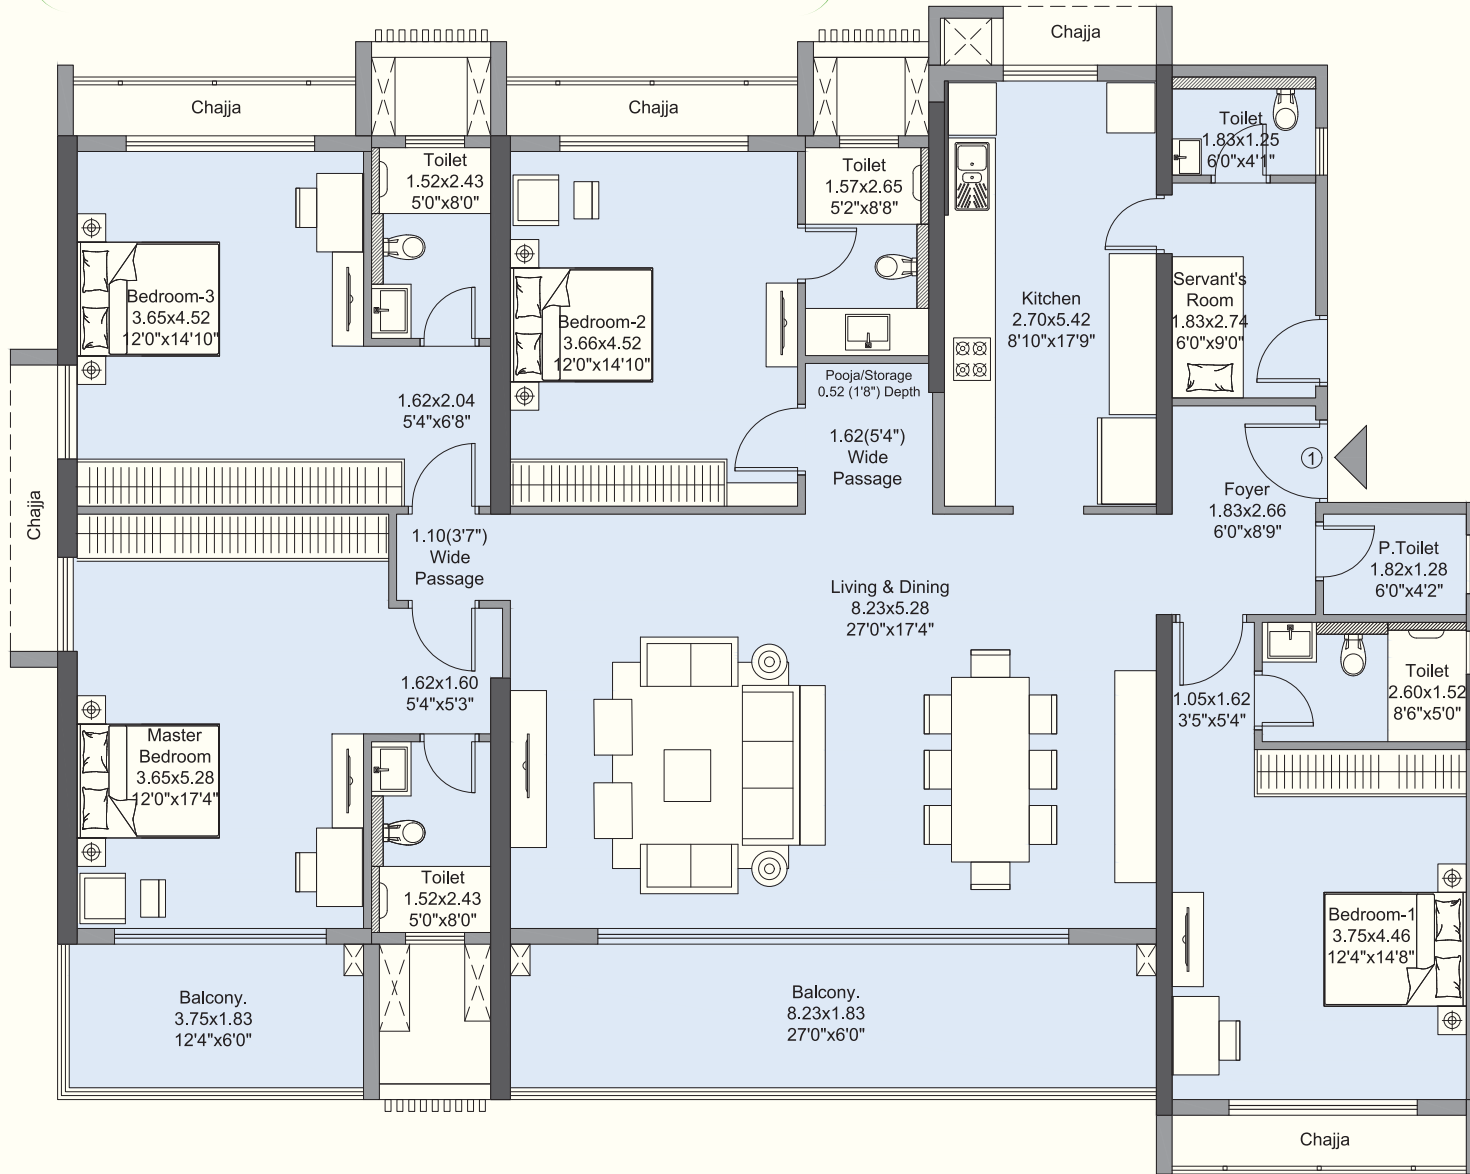 Chajja
Chajja
Chajja
Toilet
1.83x1.25
6'0"x4'1"
Toilet
1.52x2.43
5'0"x8'0"
Toilet
1.57x2.65
5'2"x8'8"
Bedroom-3
3.65x4.52
12'0"x14'10"
Bedroom-2
3.66x4.52
12'0"x14'10"
Kitchen
2.70x5.42
8'10"x17'9"
Servant's
Room
1.83x2.74
6'0"x9'0"
Pooja/Storage
0.52 (1'8") Depth
1.62x2.04
5'4"x6'8"
1.62(5'4")
Wide
Passage
1
Foyer
1.83x2.66
6'0"x8'9"
Chajja
1.10(3'7")
Wide
Passage
P.Toilet
1.82x1.28
6'0"x4'2"
Living & Dining
8.23x5.28
27'0"x17'4"
1.62x1.60
5'4"x5'3"
1.05x1.62
3'5"x5'4"
Toilet
2.60x1.52
8'6"x5'0"
Master
Bedroom
3.65x5.28
12'0"x17'4"
Toilet
1.52x2.43
5'0"x8'0"
Bedroom-1
3.75x4.46
12'4"x14'8"
Balcony.
3.75x1.83
12'4"x6'0"
Balcony.
8.23x1.83
27'0"x6'0"
Chajja